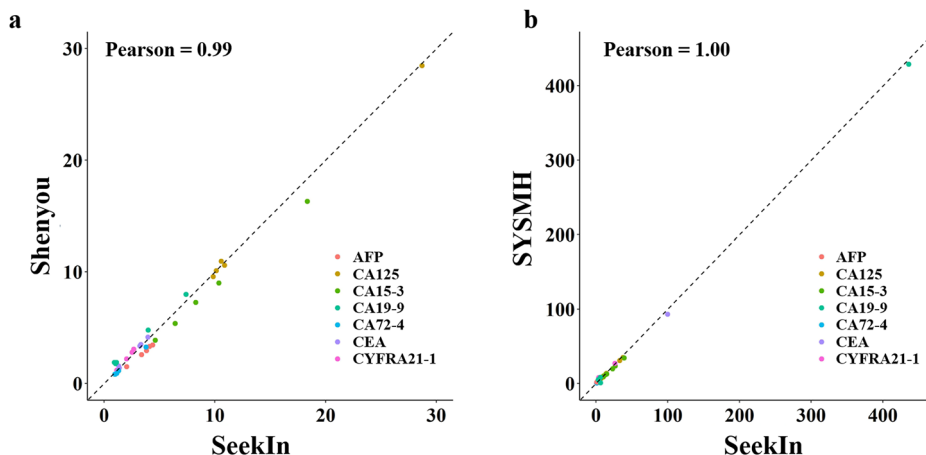 a
Pearson = 0.99
30
20
10
0
0
10
20
30
Shenyou
SeekIn
AFP
CA125
CA15-3
CA19-9
CA72-4
CEA
CYFRA21-1
b
Pearson = 1.00
400
300
200
100
0
0
100
200
300
400
SYSMH
SeekIn
AFP
CA125
CA15-3
CA19-9
CA72-4
CEA
CYFRA21-1